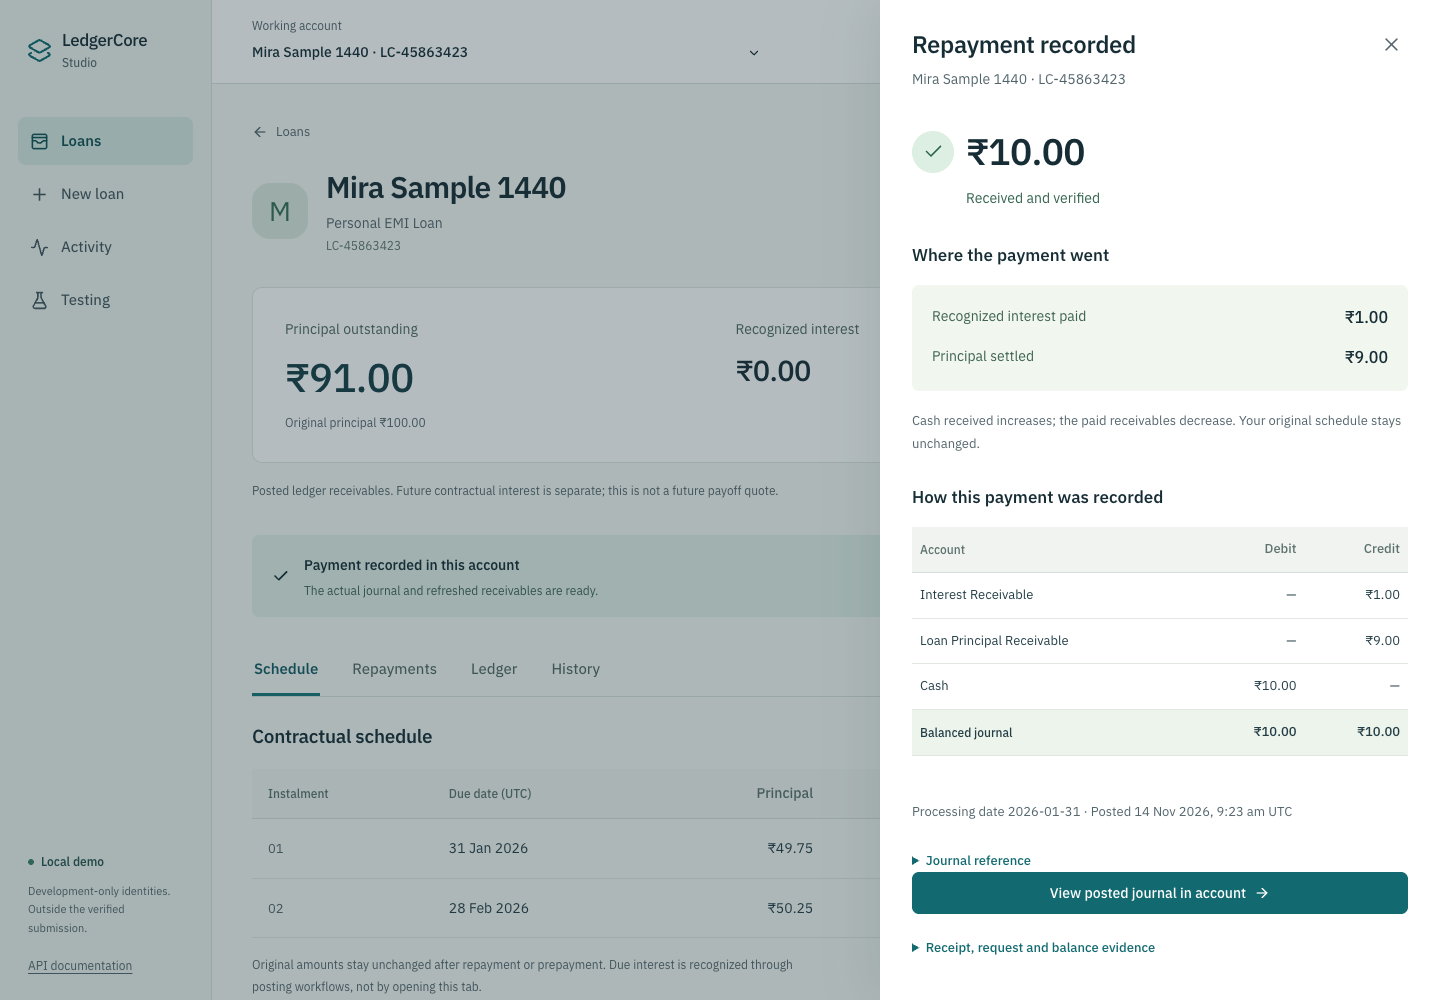 LedgerCore
Studio
Loans
New loan
Activity
Testing
Local demo
Development-only identities.
Outside the verified
submission.
API documentation
Working account
Mira Sample 1440 · LC-45863423
Loans
M
Mira Sample 1440
Personal EMI Loan
LC-45863423
Principal outstanding
₹91.00
Original principal ₹100.00
Recognized interest
₹0.00
Posted ledger receivables. Future contractual interest is separate; this is not a future payoff quote.
Payment recorded in this account
The actual journal and refreshed receivables are ready.
Schedule Repayments Ledger History
Contractual schedule
Instalment Due date (UTC) Principal
01 31 Jan 2026 ₹49.75
02 28 Feb 2026 ₹50.25
Original amounts stay unchanged after repayment or prepayment. Due interest is recognized through
posting workflows, not by opening this tab.
Repayment recorded
Mira Sample 1440 · LC-45863423
₹10.00
Received and verified
Where the payment went
Recognized interest paid ₹1.00
Principal settled ₹9.00
Cash received increases; the paid receivables decrease. Your original schedule stays
unchanged.
How this payment was recorded
Account Debit Credit
Interest Receivable — ₹1.00
Loan Principal Receivable — ₹9.00
Cash ₹10.00 —
Balanced journal ₹10.00 ₹10.00
Processing date 2026-01-31 · Posted 14 Nov 2026, 9:23 am UTC
Journal reference
View posted journal in account
Receipt, request and balance evidence